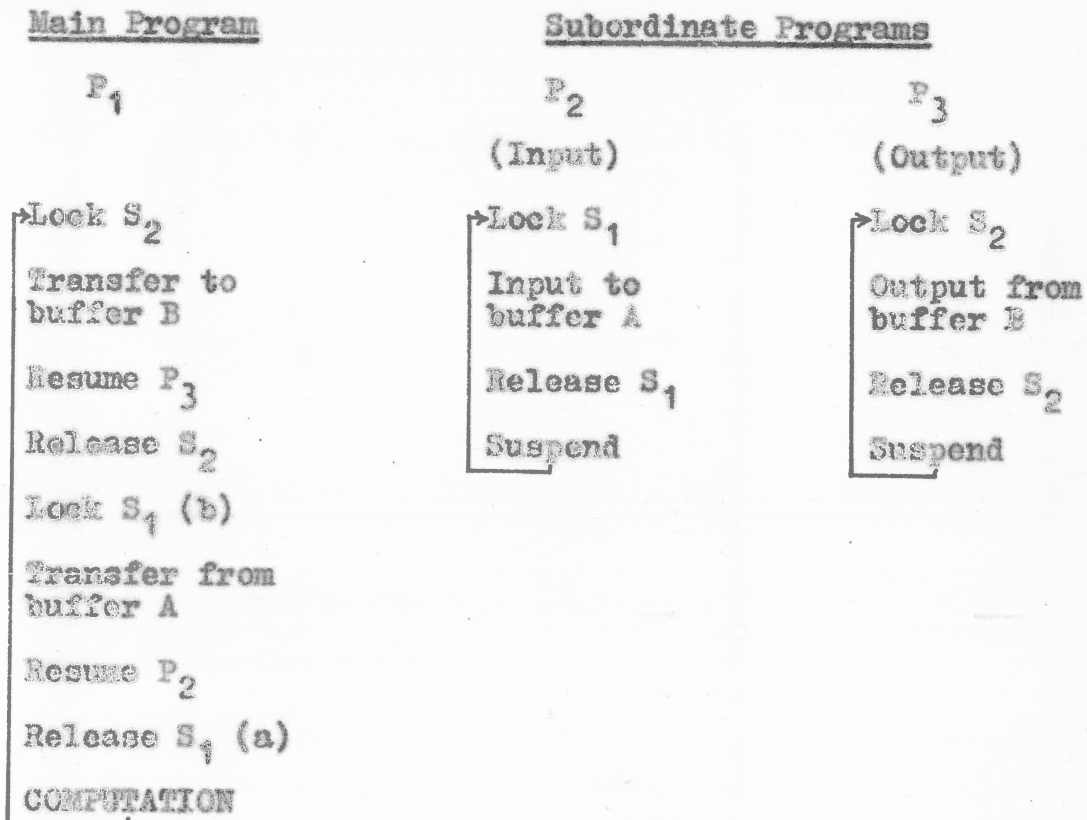 Main Program
P₁
Lock S₂
Transfer to
buffer B
Resume P₃
Release S₂
Lock S₁ (b)
Transfer from
buffer A
Resume P₂
Release S₁ (a)
COMPUTATION
Subordinate Programs
P₂
(Input)
Lock S₁
Input to
buffer A
Release S₁
Suspend
P₃
(Output)
Lock S₂
Output from
buffer B
Release S₂
Suspend